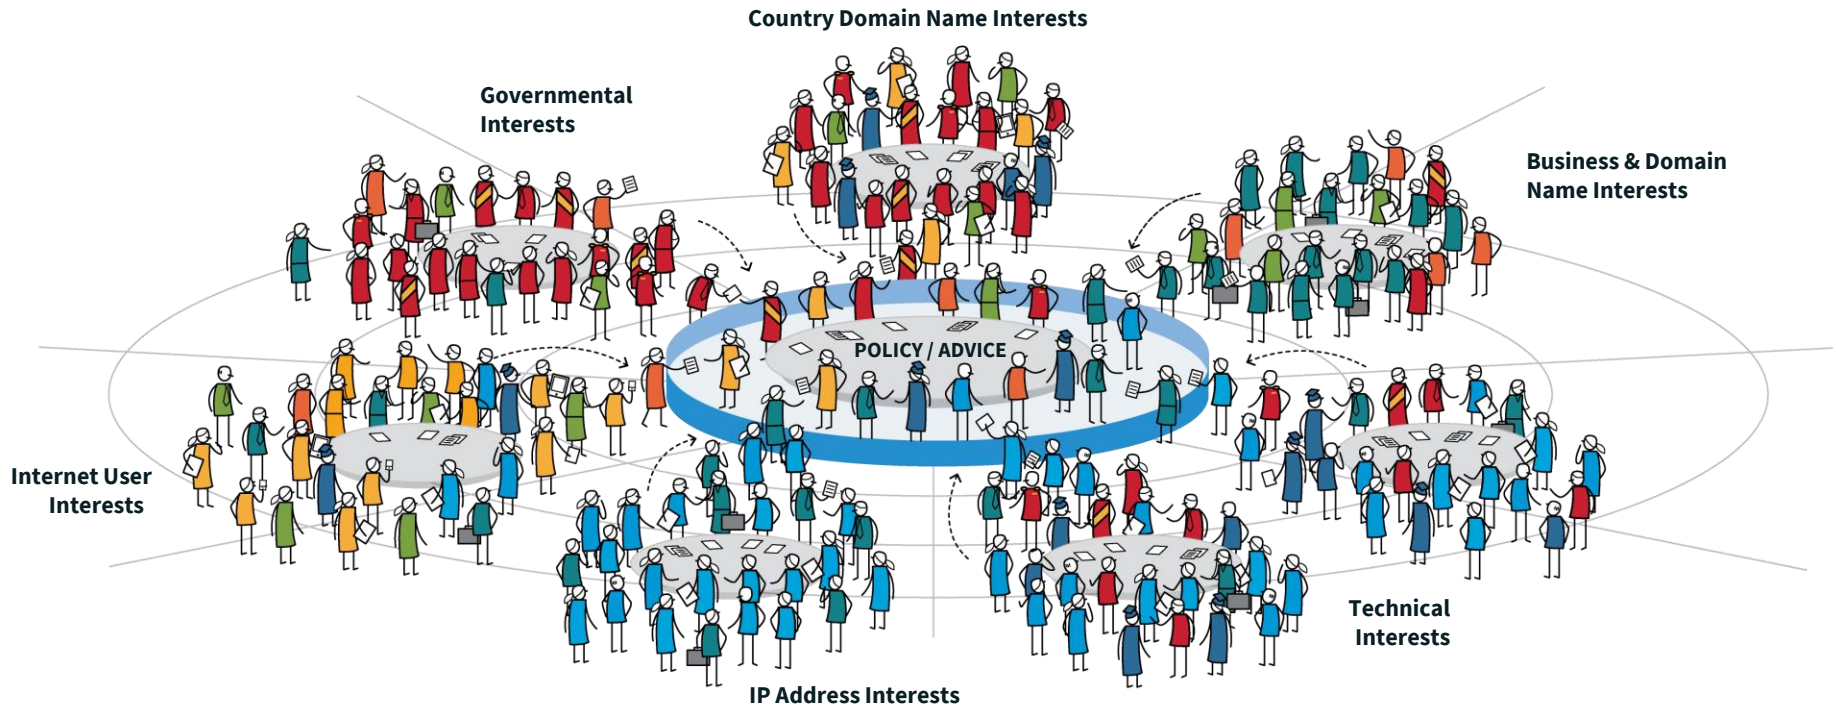 Country Domain Name Interests
Governmental
Interests
Business & Domain
Name Interests
POLICY / ADVICE
Internet User
Interests
Technical
Interests
IP Address Interests